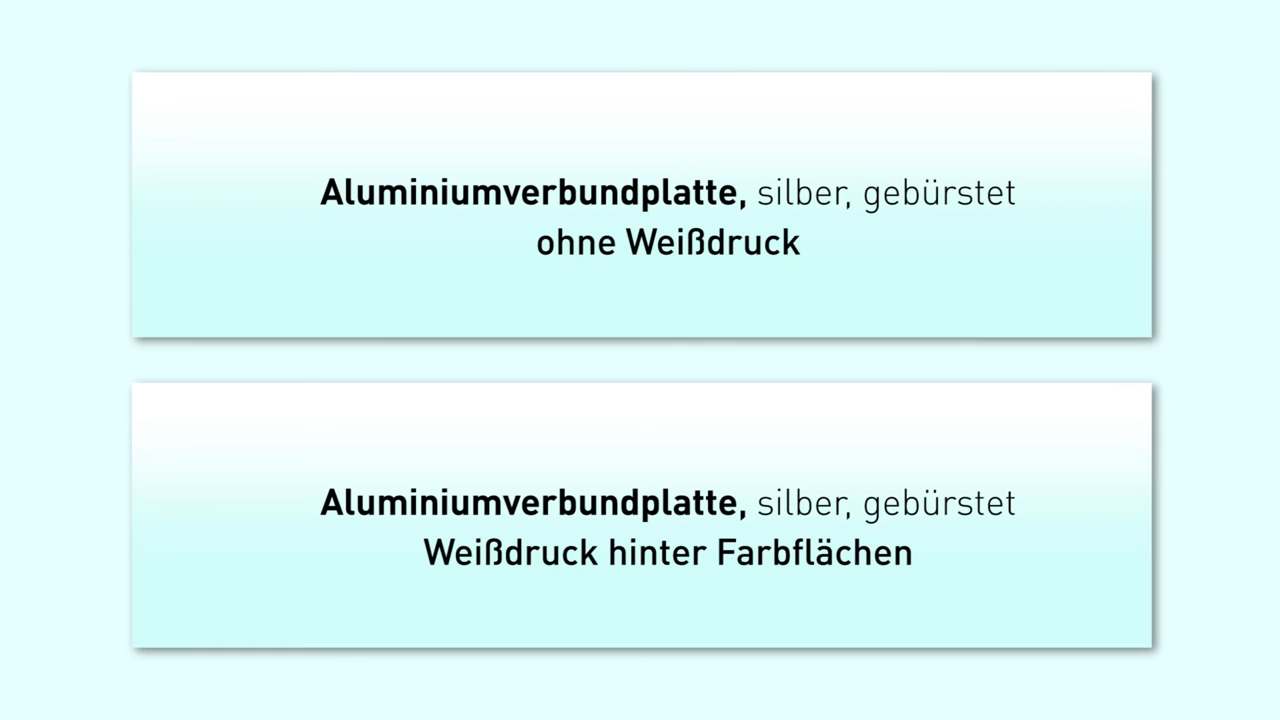 Aluminiumverbundplatte, silber, gebürstet
ohne Weißdruck
Aluminiumverbundplatte, silber, gebürstet
Weißdruck hinter Farbflächen